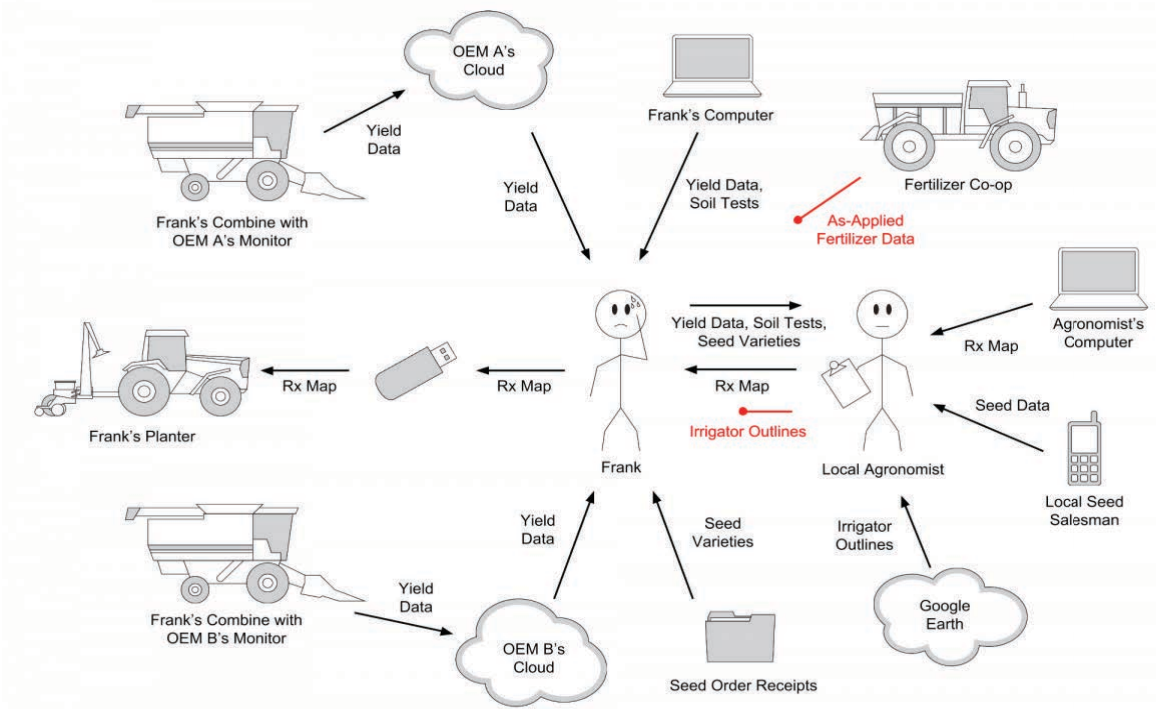 OEM A's
Cloud
Yield
Data
Frank's Combine with
OEM A's Monitor
Yield
Data
Frank's Computer
Yield Data,
Soil Tests
Fertilizer Co-op
As-Applied
Fertilizer Data
Yield Data, Soil Tests,
Seed Varieties
Rx Map
Agronomist's
Computer
Rx Map
Rx Map
Rx Map
Frank's Planter
Irrigator Outlines
Seed Data
Frank
Local Agronomist
Local Seed
Salesman
Yield
Data
Seed
Varieties
Irrigator
Outlines
Yield
Data
Frank's Combine with
OEM B's Monitor
OEM B's
Cloud
Google
Earth
Seed Order Receipts